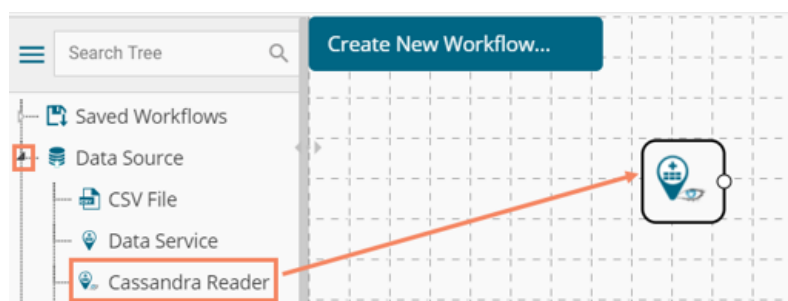 Search Tree
Create New Workflow...
Saved Workflows
Data Source
CSV File
Data Service
Cassandra Reader